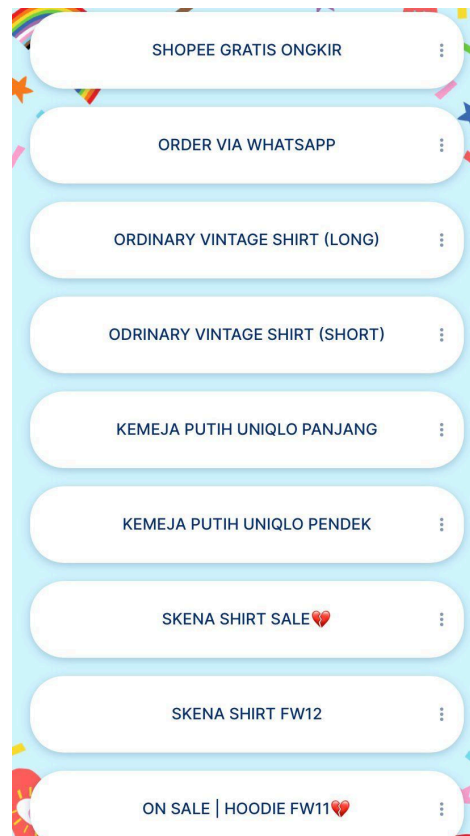 SHOPEE GRATIS ONGKIR
ORDER VIA WHATSAPP
ORDINARY VINTAGE SHIRT (LONG)
ODRINARY VINTAGE SHIRT (SHORT)
KEMEJA PUTIH UNIQLO PANJANG
KEMEJA PUTIH UNIQLO PENDEK
SKENA SHIRT SALE💔
SKENA SHIRT FW12
ON SALE | HOODIE FW11💔